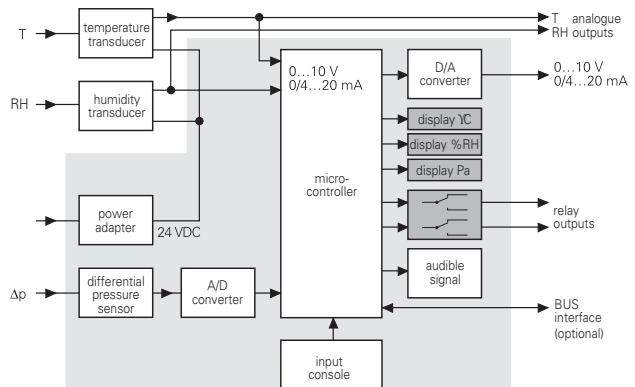 T
temperature
transducer
T analogue
RH outputs
RH
humidity
transducer
0...10 V
0/4...20 mA
D/A
converter
0...10 V
0/4...20 mA
display ϒC
display %RH
display Pa
micro-
controller
power
adapter
24 VDC
relay
outputs
Δp
differential
pressure
sensor
A/D
converter
audible
signal
BUS
interface
(optional)
input
console